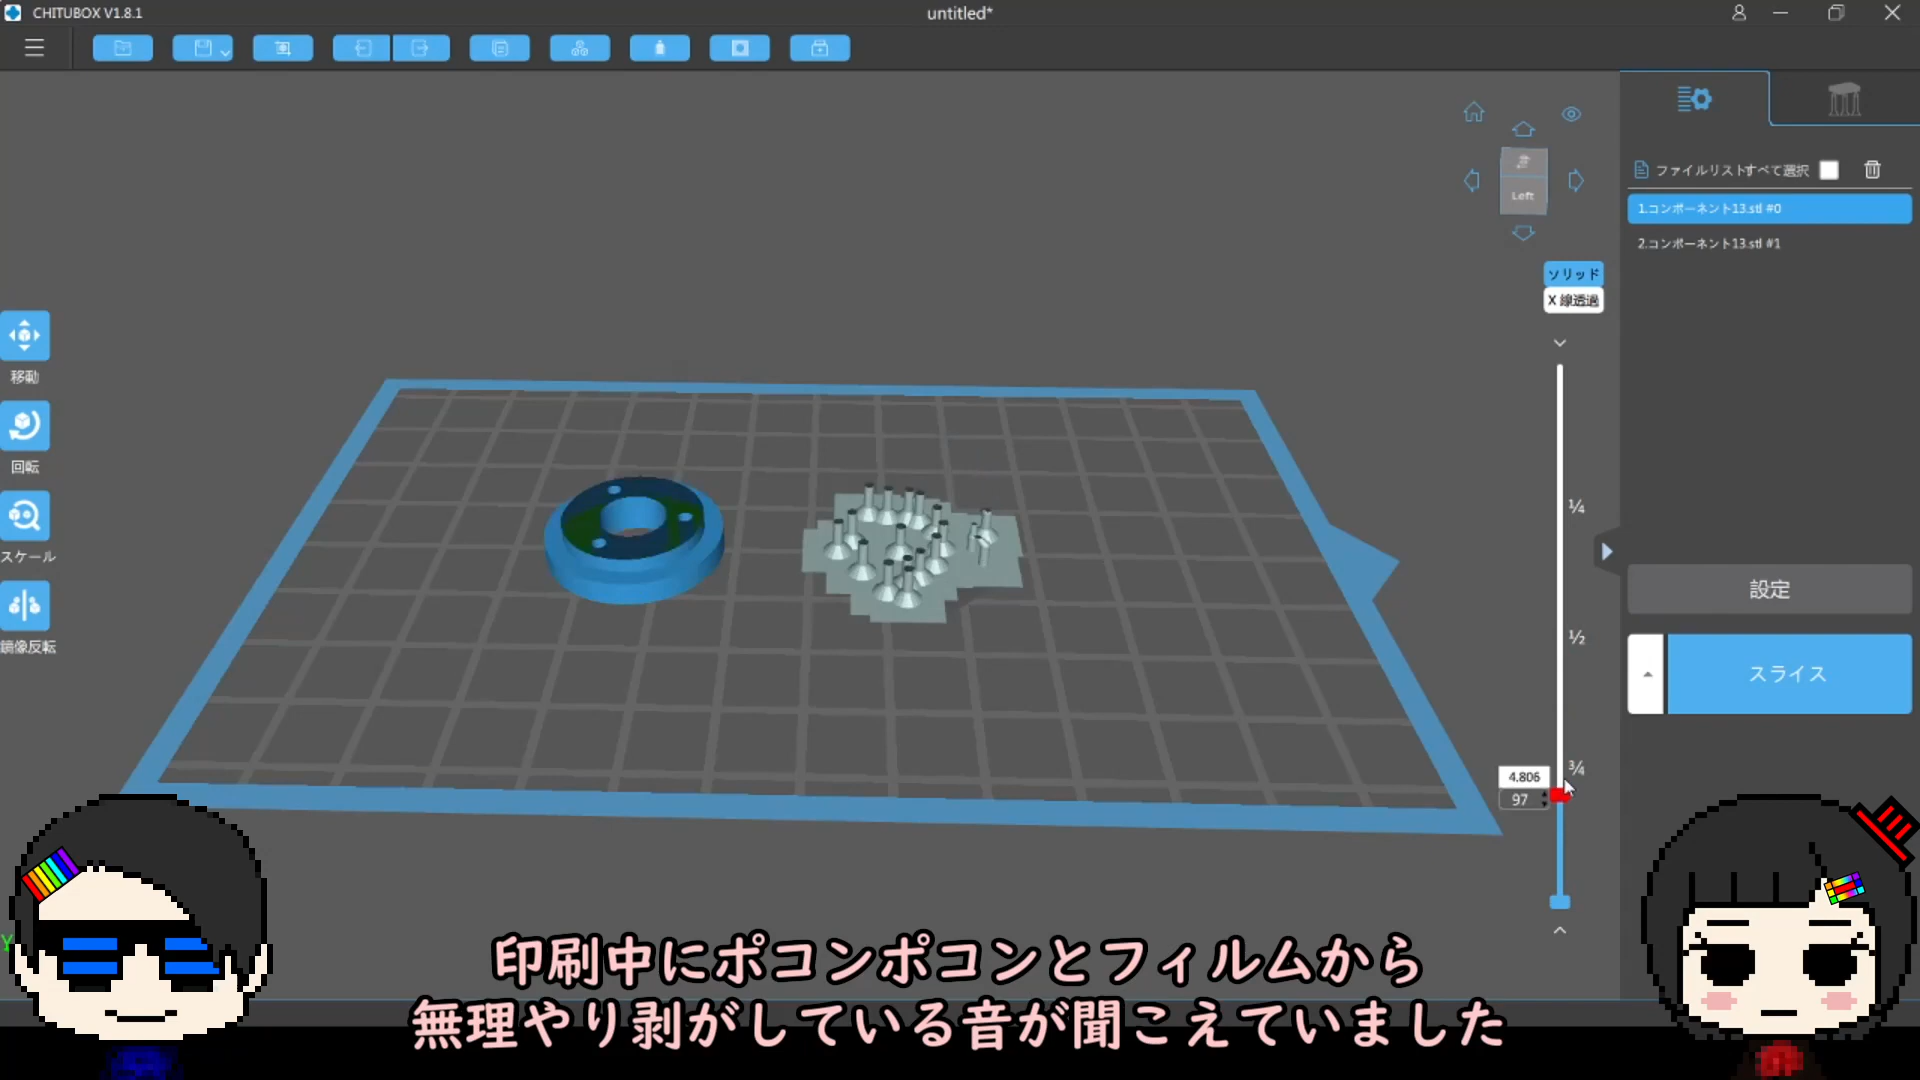 CHITUBOX V1.8.1
untitled*
Left
ファイルリスト すべて選択
1.コンポーネント13.stl #0
2.コンポーネント13.stl #1
ソリッド
X 線透過
移動
回転
スケール
鏡像反転
1/4
1/2
3/4
4.806
97
設定
スライス
Y
印刷中にポコンポコンとフィルムから
無理やり剥がしている音が聞こえていました